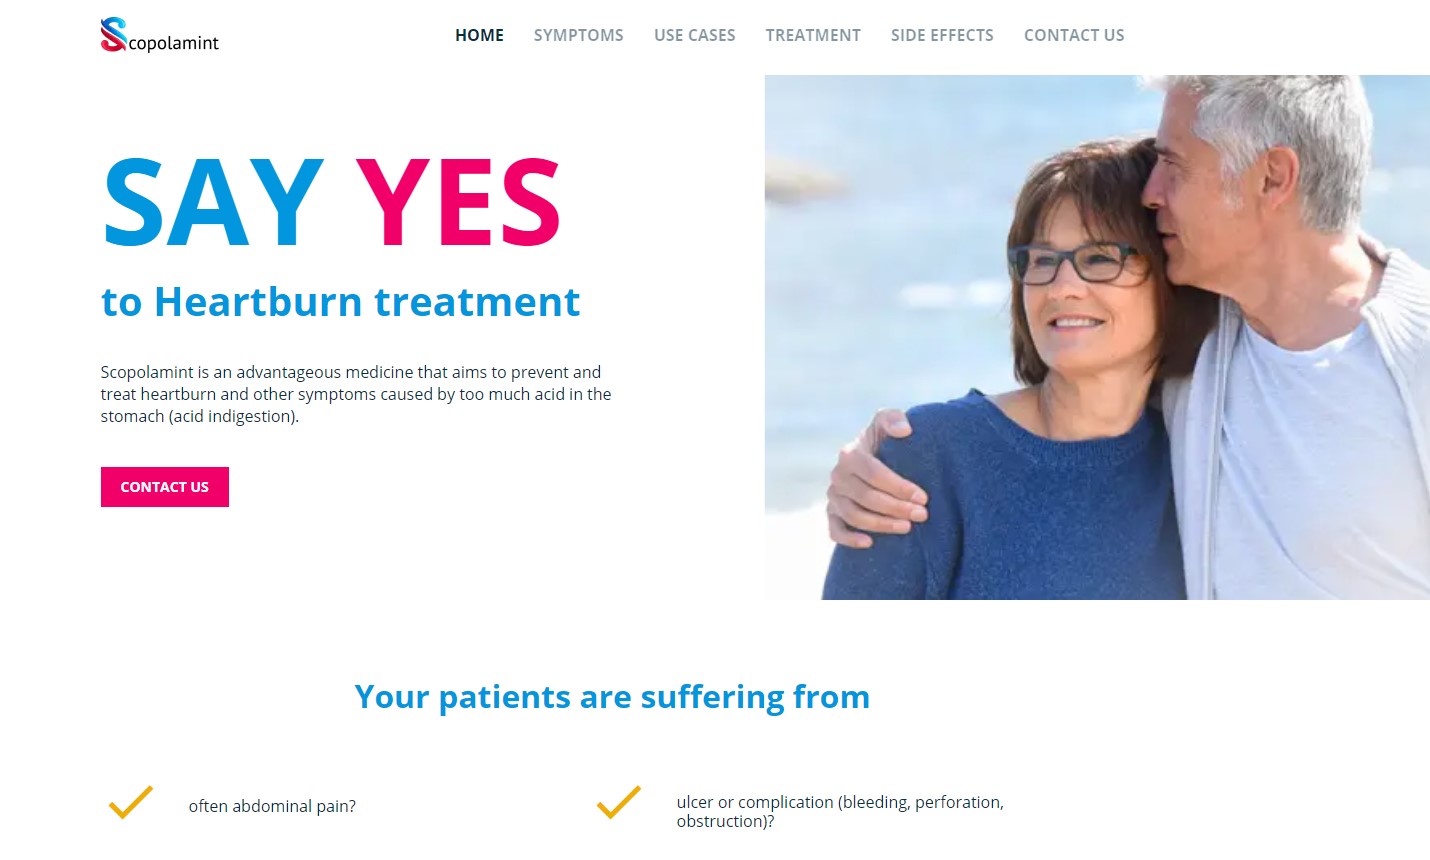 Scopolamint
HOME SYMPTOMS USE CASES TREATMENT SIDE EFFECTS CONTACT US
SAY YES
to Heartburn treatment
Scopolamint is an advantageous medicine that aims to prevent and
treat heartburn and other symptoms caused by too much acid in the
stomach (acid indigestion).
CONTACT US
Your patients are suffering from
often abdominal pain?
ulcer or complication (bleeding, perforation,
obstruction)?